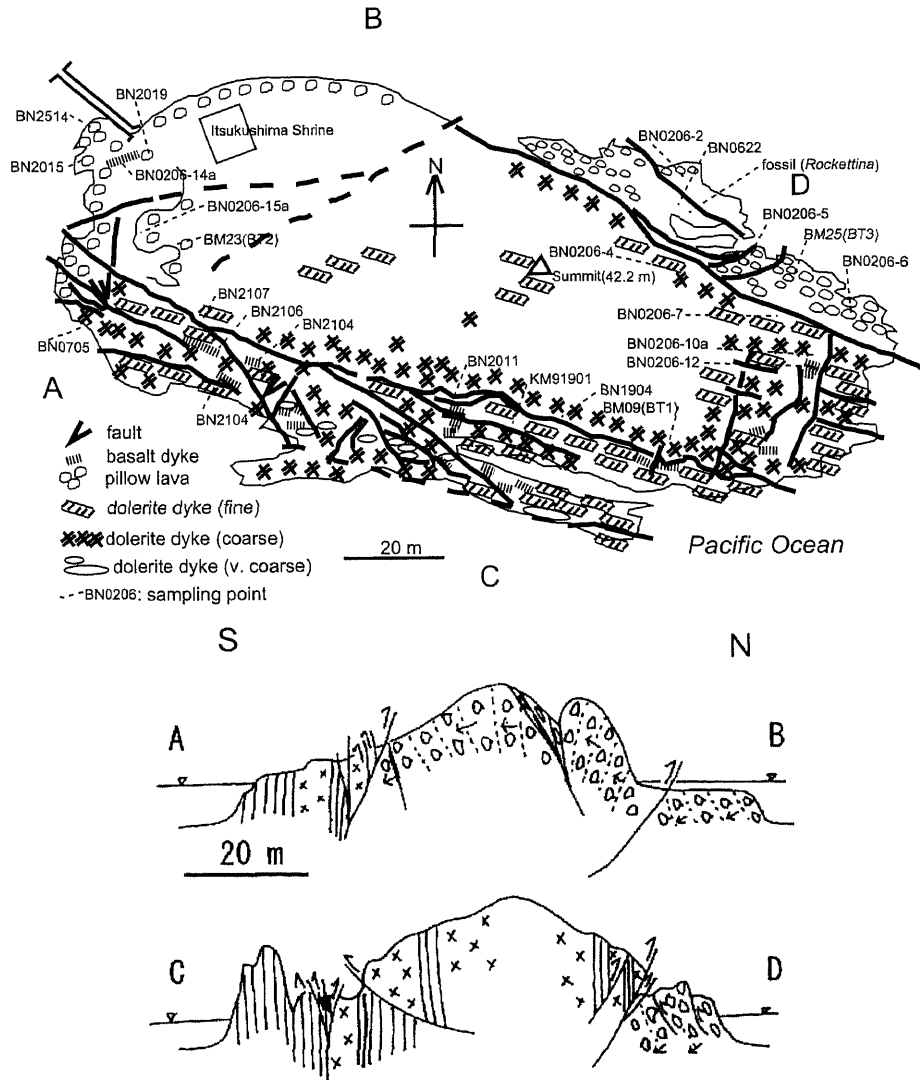 B
BN2019
BN2514
Itsukushima Shrine
BN2015
BN0206-14a
BN0206-2
BN0622
fossil (Rockettina)
D
N
BN0206-15a
BN0206-5
BM23(BT2)
BN0206-4
BM25(BT3)
Summit(42.2 m)
BN0206-6
BN2107
BN2106
BN2104
BN0206-7
BN0206-10a
BN0206-12
BN0705
BN2011
KM91901
BN1904
BM09(BT1)
A
BN2104
fault
basalt dyke
pillow lava
dolerite dyke (fine)
dolerite dyke (coarse)
dolerite dyke (v. coarse)
BN0206: sampling point
20 m
Pacific Ocean
C
S
N
A
B
20 m
C
D